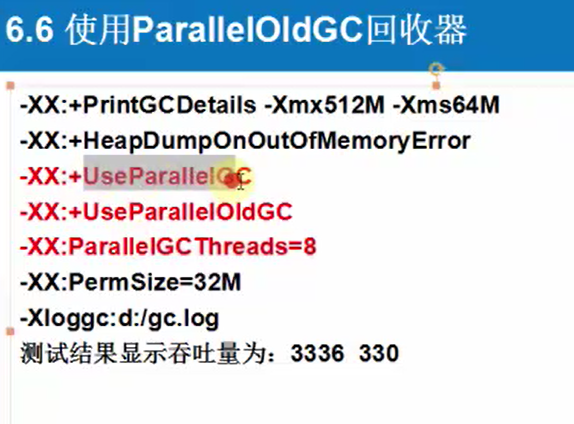 6.6 使用ParallelOldGC回收器
-XX:+PrintGCDetails -Xmx512M -Xms64M
-XX:+HeapDumpOnOutOfMemoryError
-XX:+UseParallelGC
-XX:+UseParallelOldGC
-XX:ParallelGCThreads=8
-XX:PermSize=32M
-Xloggc:d:/gc.log
测试结果显示吞吐量为：3336 330